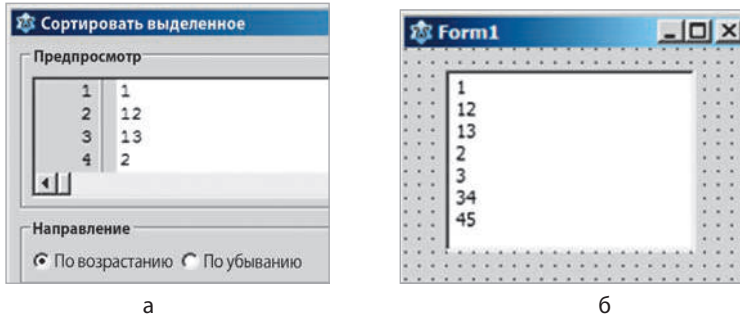 Сортировать выделенное
Предпросмотр
1 1
2 12
3 13
4 2
Направление
По возрастанию По убыванию
а
Form1
1
12
13
2
3
34
45
б